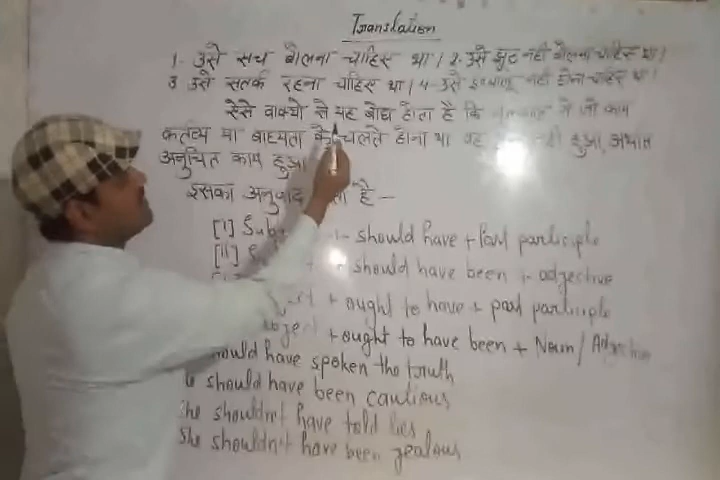 Translation
1. उसे सच बोलना चाहिए था। 2. उसे झूट नही बोलना चाहिए था।
3 उसे सतर्क रहना चाहिए था। 4. उसे इर्ष्यालू नही होना चाहिए था।
ऐसे वाक्यो से यह बोध होता है कि में जो काम
कर्तव्य या बाध्यता के चलते होना था वह नही हुआ, अर्थात
अनुचित काम हुआ
इसका अनुवाद है —
[I] should have + Past participle
[II] should have been + adjective
+ ought to have + past participle
+ ought to have been + Noun / Adjective
should have spoken the truth
should have been cautious
She shouldn't have told lies
She shouldn't have been jealous